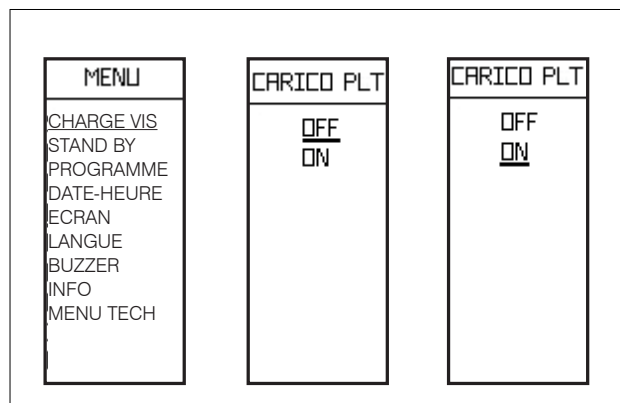 MENU
CHARGE VIS
STAND BY
PROGRAMME
DATE-HEURE
ECRAN
LANGUE
BUZZER
INFO
MENU TECH
CARICO PLT
OFF
ON
CARICO PLT
OFF
ON